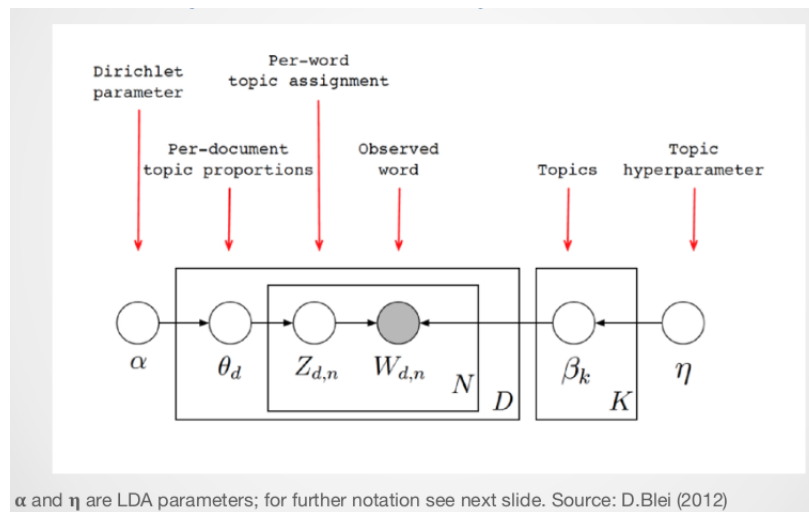 Per-word
topic assignment
Dirichlet
parameter
Per-document
topic proportions
Observed
word
Topics
Topic
hyperparameter
α
θd
Zd,n
Wd,n
N
D
βk
K
η
α and η are LDA parameters; for further notation see next slide. Source: D.Blei (2012)